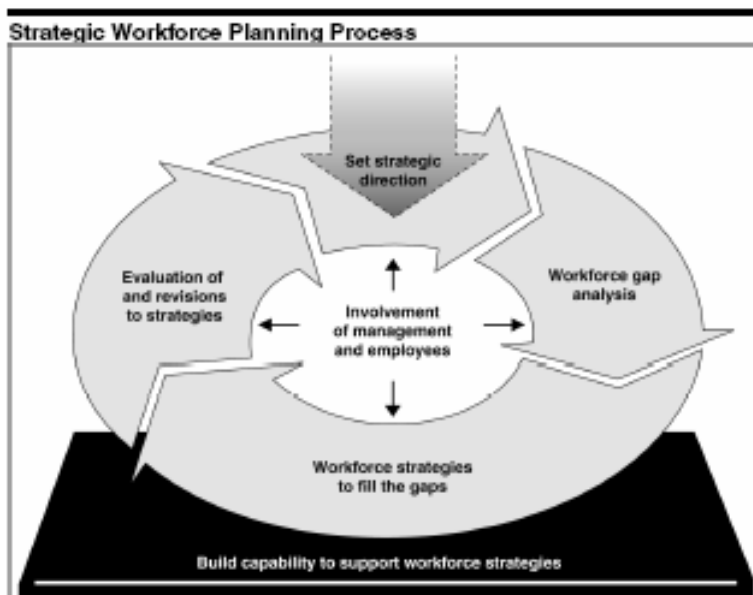 Strategic Workforce Planning Process
Set strategic
direction
Evaluation of
and revisions
to strategies
Workforce gap
analysis
Involvement
of management
and employees
Workforce strategies
to fill the gaps
Build capability to support workforce strategies